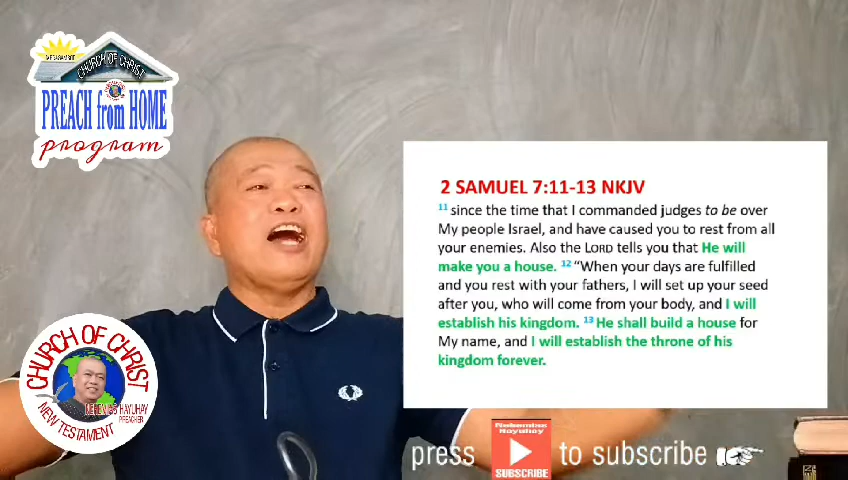 MEGASAMBOT
CHURCH OF CHRIST
PREACH from HOME
program
2 SAMUEL 7:11-13 NKJV
11 since the time that I commanded judges to be over
My people Israel, and have caused you to rest from all
your enemies. Also the LORD tells you that He will
make you a house. 12 “When your days are fulfilled
and you rest with your fathers, I will set up your seed
after you, who will come from your body, and I will
establish his kingdom. 13 He shall build a house for
My name, and I will establish the throne of his
kingdom forever.
CHURCH OF CHRIST
HAYUHAY
PREACHER
NEW TESTAMENT
press
Nehemias
Hayuhay
SUBSCRIBE
to subscribe